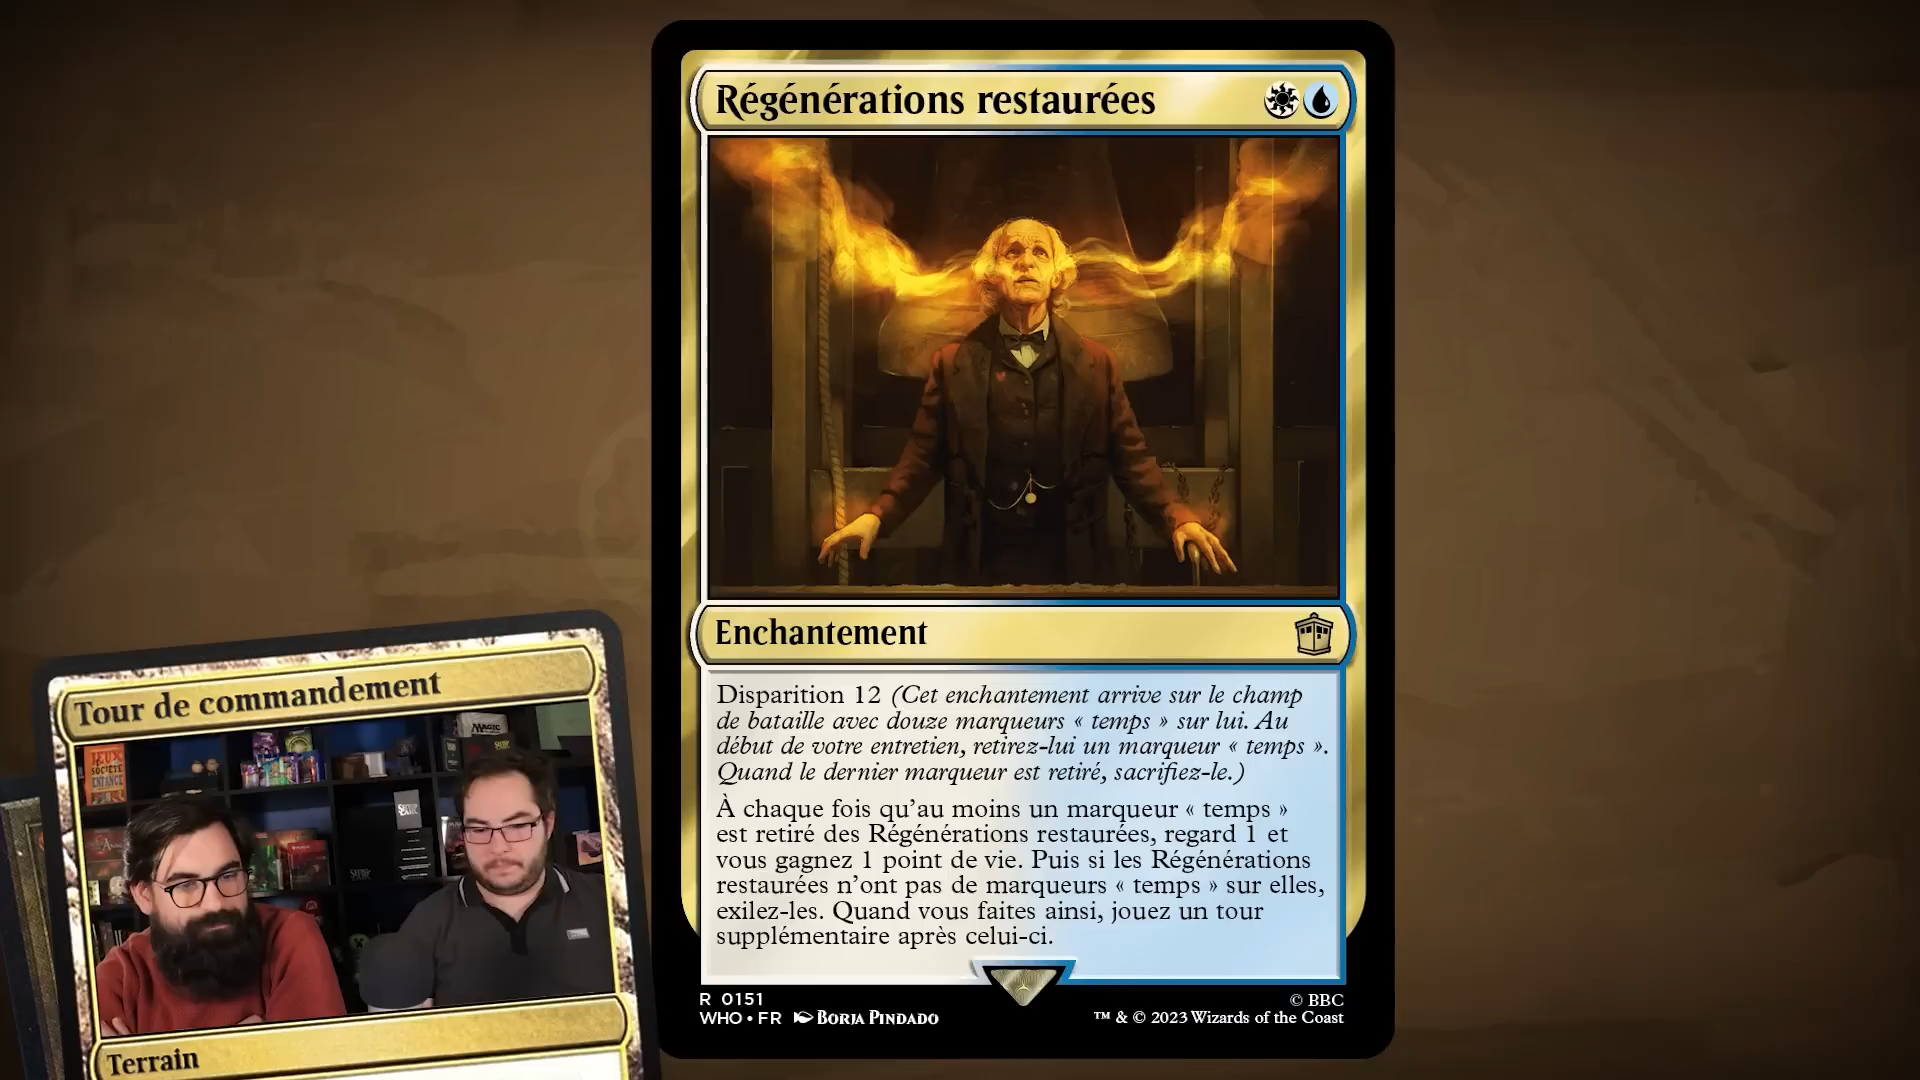 Régénérations restaurées
Enchantement
Disparition 12 (Cet enchantement arrive sur le champ
de bataille avec douze marqueurs « temps » sur lui. Au
début de votre entretien, retirez-lui un marqueur « temps ».
Quand le dernier marqueur est retiré, sacrifiez-le.)
À chaque fois qu'au moins un marqueur « temps »
est retiré des Régénérations restaurées, regard 1 et
vous gagnez 1 point de vie. Puis si les Régénérations
restaurées n'ont pas de marqueurs « temps » sur elles,
exilez-les. Quand vous faites ainsi, jouez un tour
supplémentaire après celui-ci.
R 0151
WHO • FR Borja Pindado
© BBC
™ & © 2023 Wizards of the Coast
Tour de commandement
MAGIC
JEUX
SOCIÉTÉ
ENFANCE
Terrain